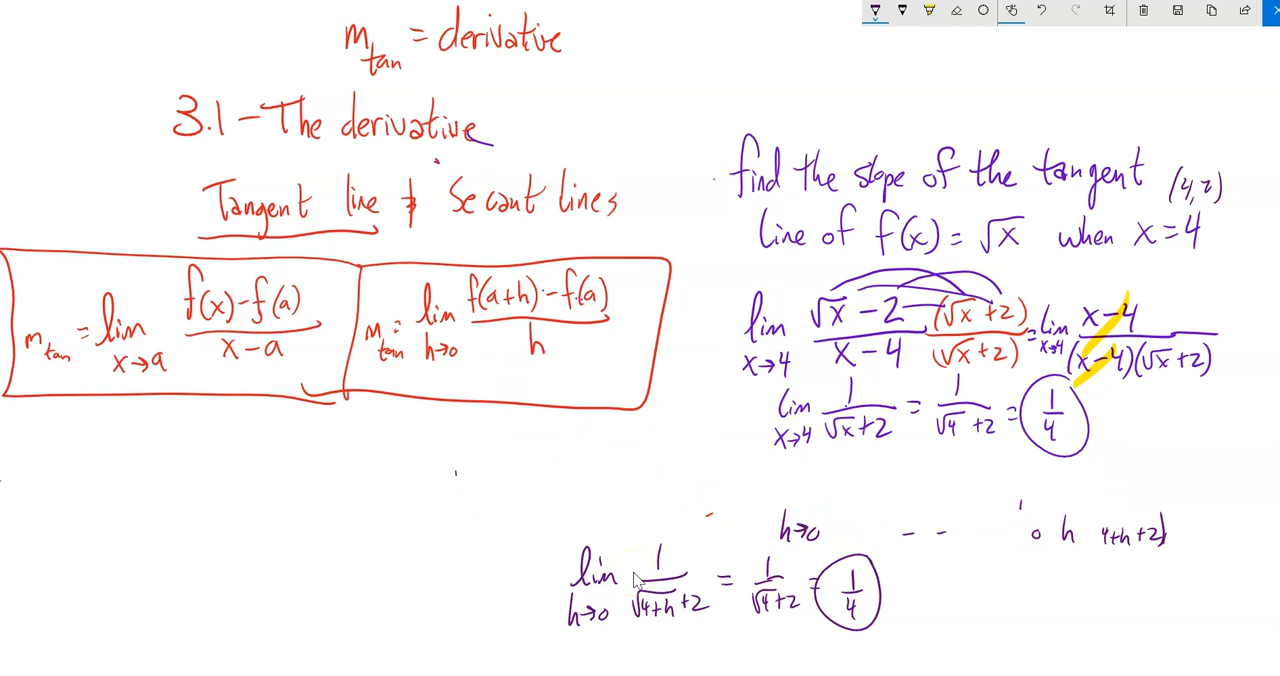 m_tan = derivative
3.1 – The derivative
Tangent line & Secant lines
m_tan = lim x→a f(x) – f(a) / x – a
m_tan = lim h→0 f(a+h) – f(a) / h
find the slope of the tangent (4,2)
line of f(x) = √x when x = 4
lim x→4 √x – 2 / x – 4 (√x + 2) / (√x + 2) = lim x→4 x – 4 / (x – 4)(√x + 2)
lim x→4 1 / √x + 2 = 1 / √4 + 2 = 1/4
h→0 h 4+h +2)
lim h→0 1 / √4+h + 2 = 1 / √4 + 2 = 1/4